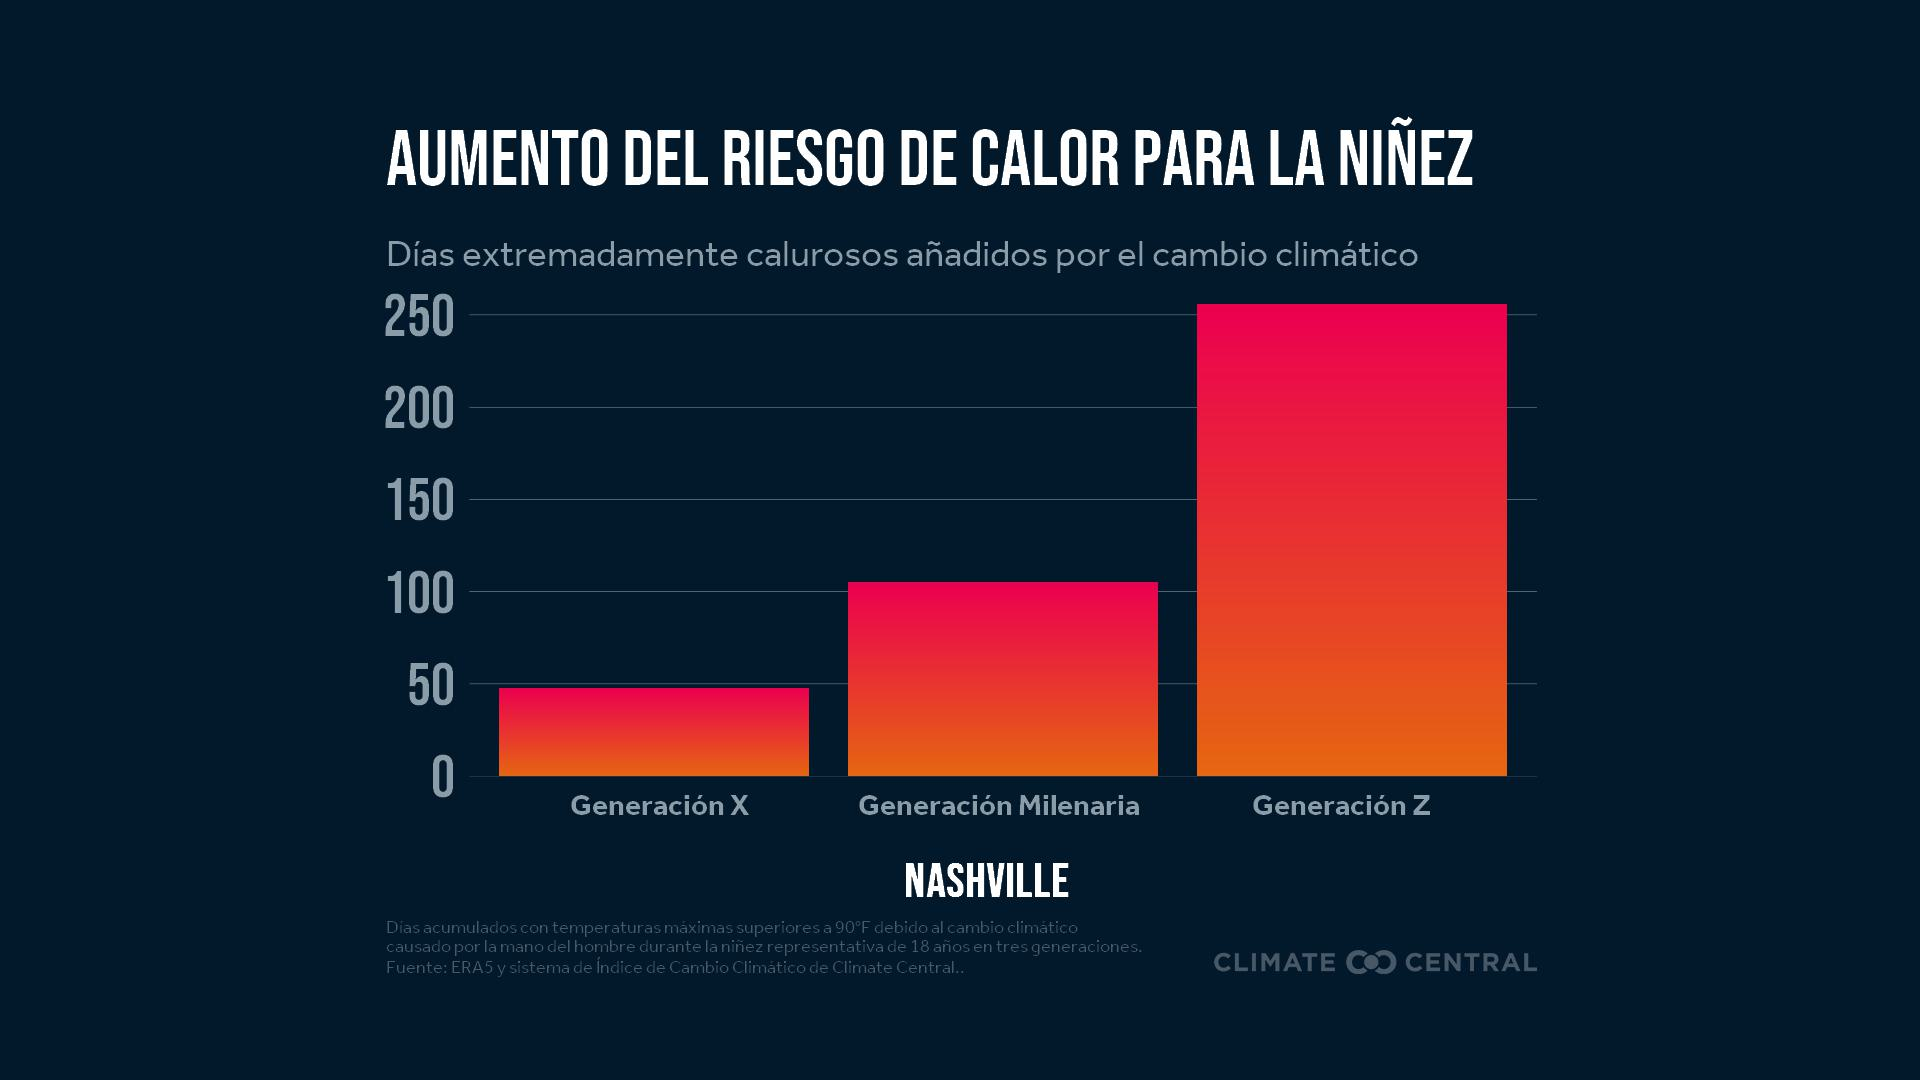 AUMENTO DEL RIESGO DE CALOR PARA LA NIÑEZ
Días extremadamente calurosos añadidos por el cambio climático
250
200
150
100
50
0
Generación X
Generación Milenaria
Generación Z
NASHVILLE
Días acumulados con temperaturas máximas superiores a 90°F debido al cambio climático
causado por la mano del hombre durante la niñez representativa de 18 años en tres generaciones.
Fuente: ERA5 y sistema de Índice de Cambio Climático de Climate Central..
CLIMATE CENTRAL